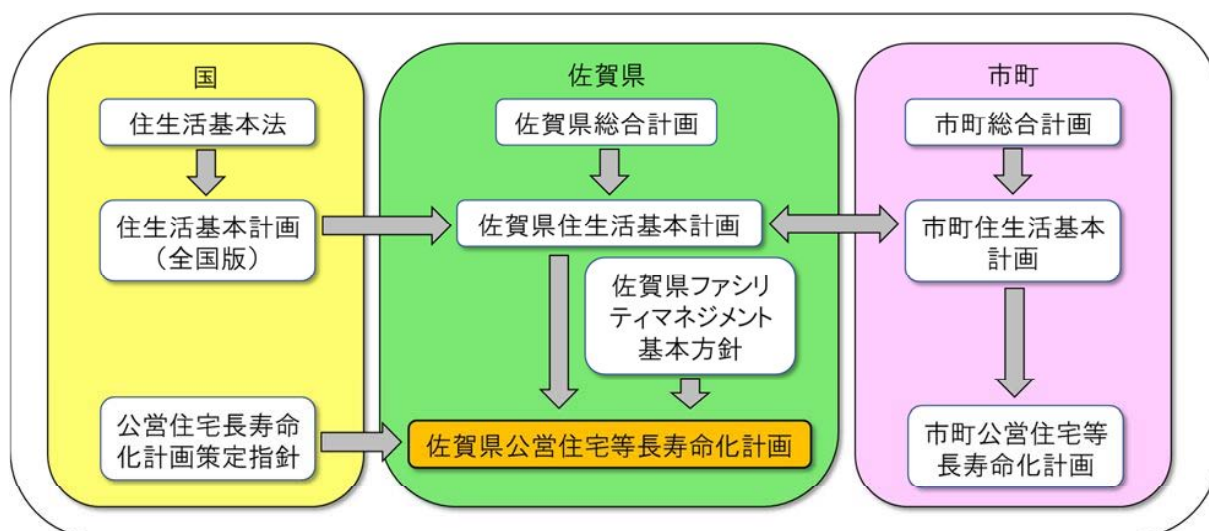 国
住生活基本法
住生活基本計画
（全国版）
公営住宅長寿命
化計画策定指針
佐賀県
佐賀県総合計画
佐賀県住生活基本計画
佐賀県ファシリ
ティマネジメント
基本方針
佐賀県公営住宅等長寿命化計画
市町
市町総合計画
市町住生活基本
計画
市町公営住宅等
長寿命化計画